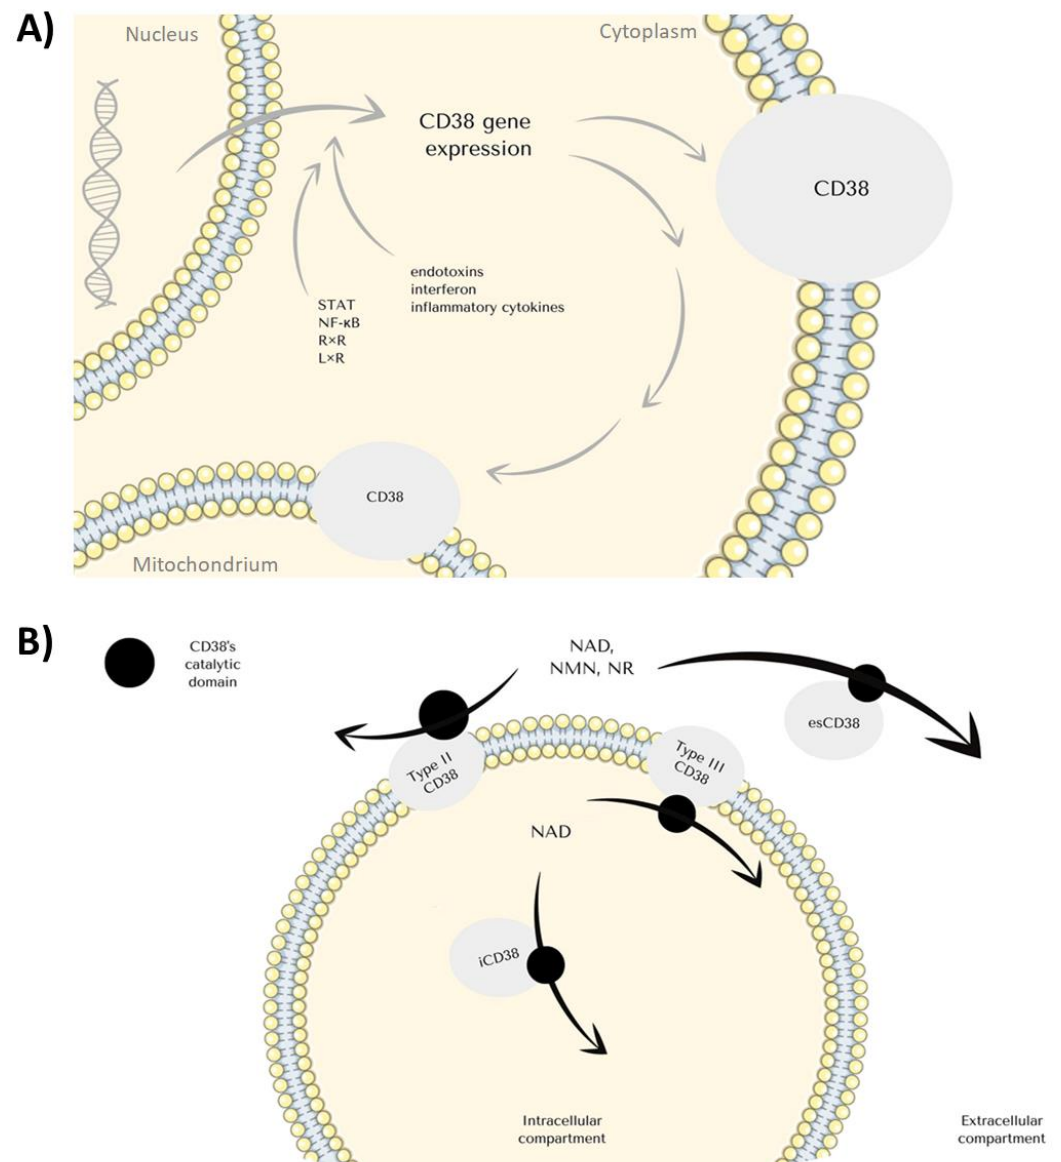 A)
Nucleus
Cytoplasm
CD38 gene
expression
CD38
endotoxins
interferon
inflammatory cytokines
STAT
NF-κB
R×R
L×R
CD38
Mitochondrium
B)
CD38's
catalytic
domain
NAD,
NMN, NR
esCD38
Type II
CD38
Type III
CD38
NAD
iCD38
Intracellular
compartment
Extracellular
compartment